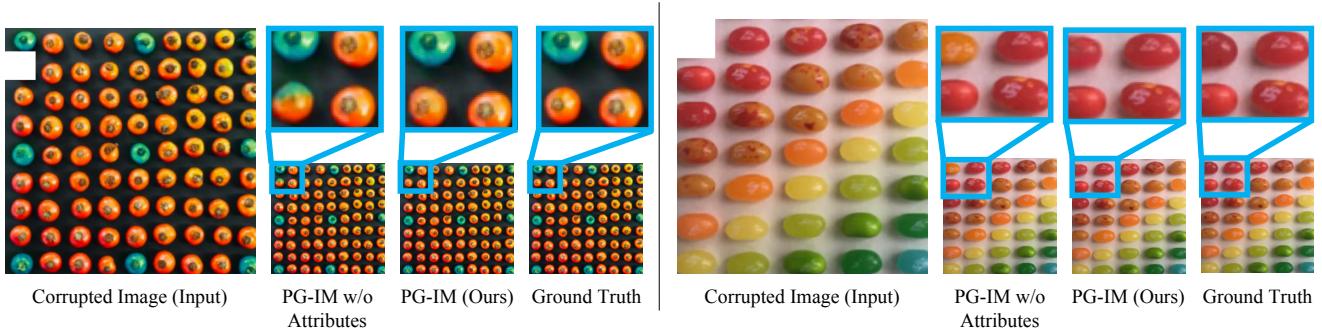 Corrupted Image (Input)
PG-IM w/o
Attributes
PG-IM (Ours)
Ground Truth
Corrupted Image (Input)
PG-IM w/o
Attributes
PG-IM (Ours)
Ground Truth